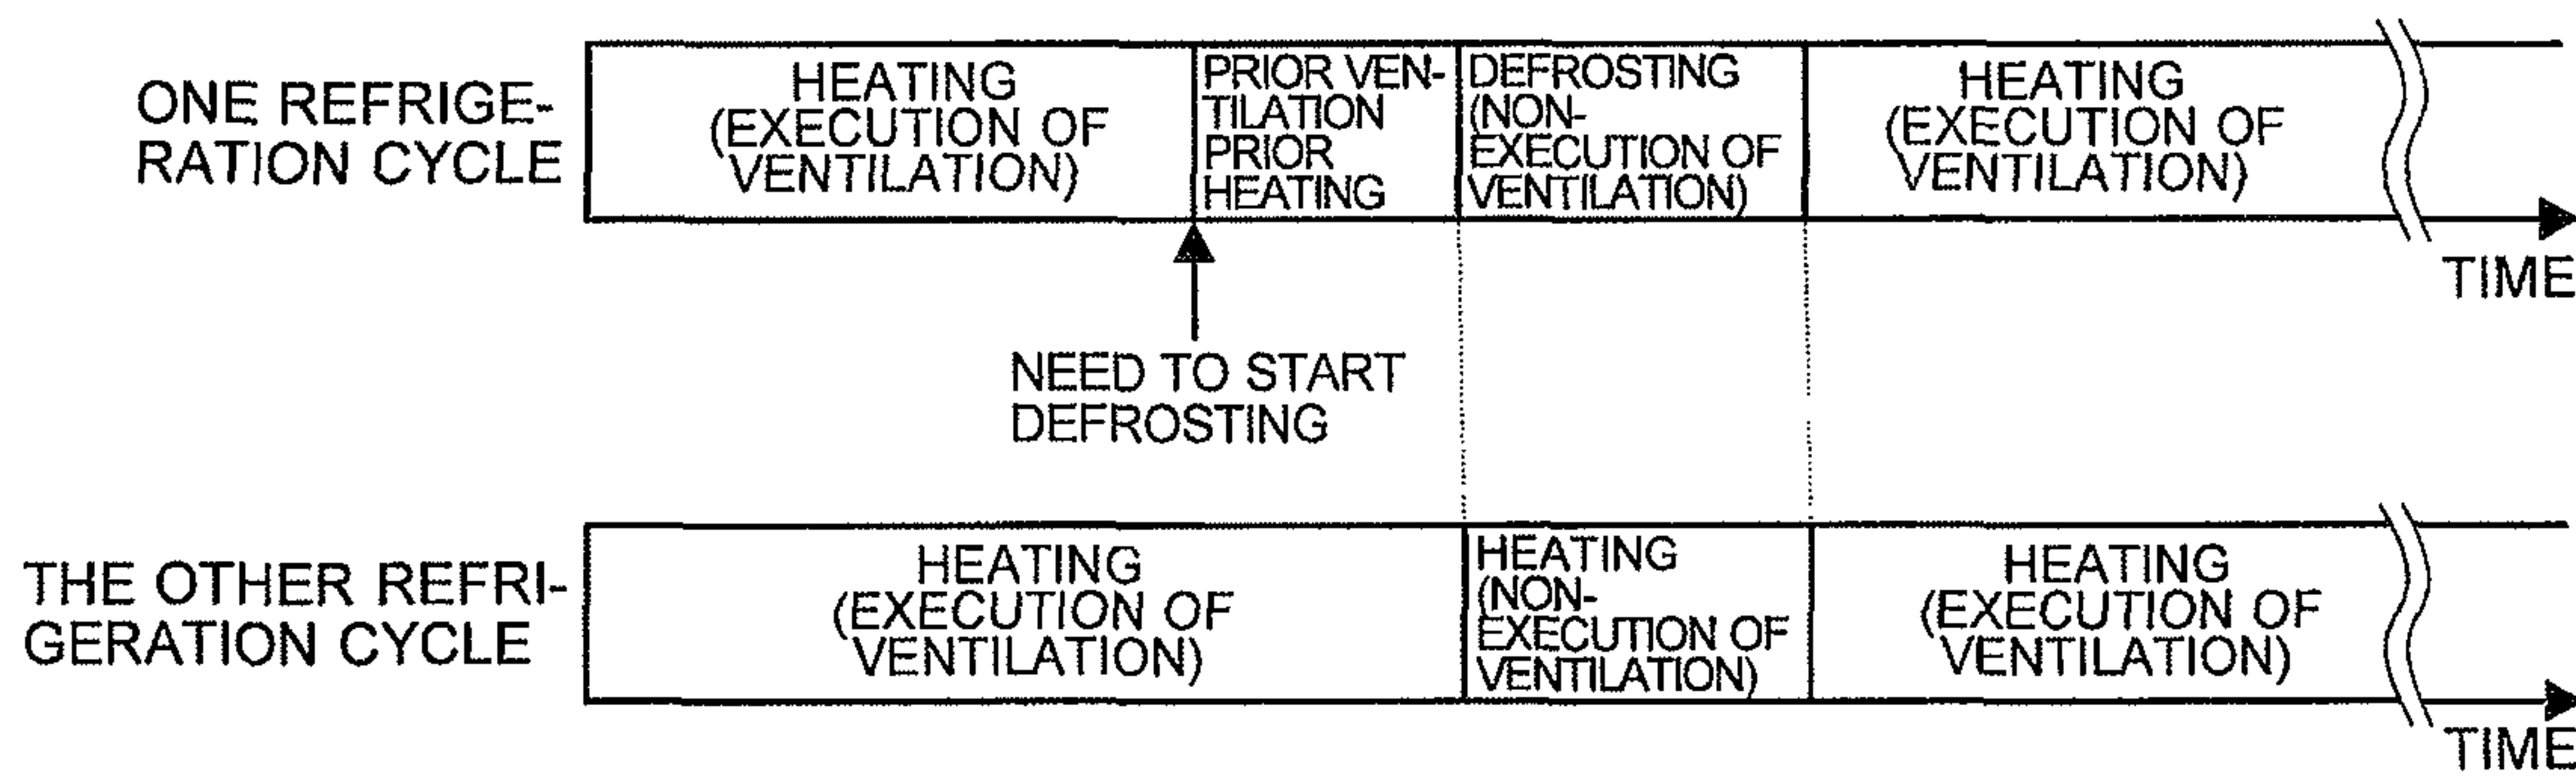 ONE REFRIGE-
RATION CYCLE
HEATING
(EXECUTION OF
VENTILATION)
PRIOR VEN-
TILATION
PRIOR
HEATING
DEFROSTING
(NON-
EXECUTION OF
VENTILATION)
HEATING
(EXECUTION OF
VENTILATION)
TIME
NEED TO START
DEFROSTING
THE OTHER REFRI-
GERATION CYCLE
HEATING
(EXECUTION OF
VENTILATION)
HEATING
(NON-
EXECUTION OF
VENTILATION)
HEATING
(EXECUTION OF
VENTILATION)
TIME